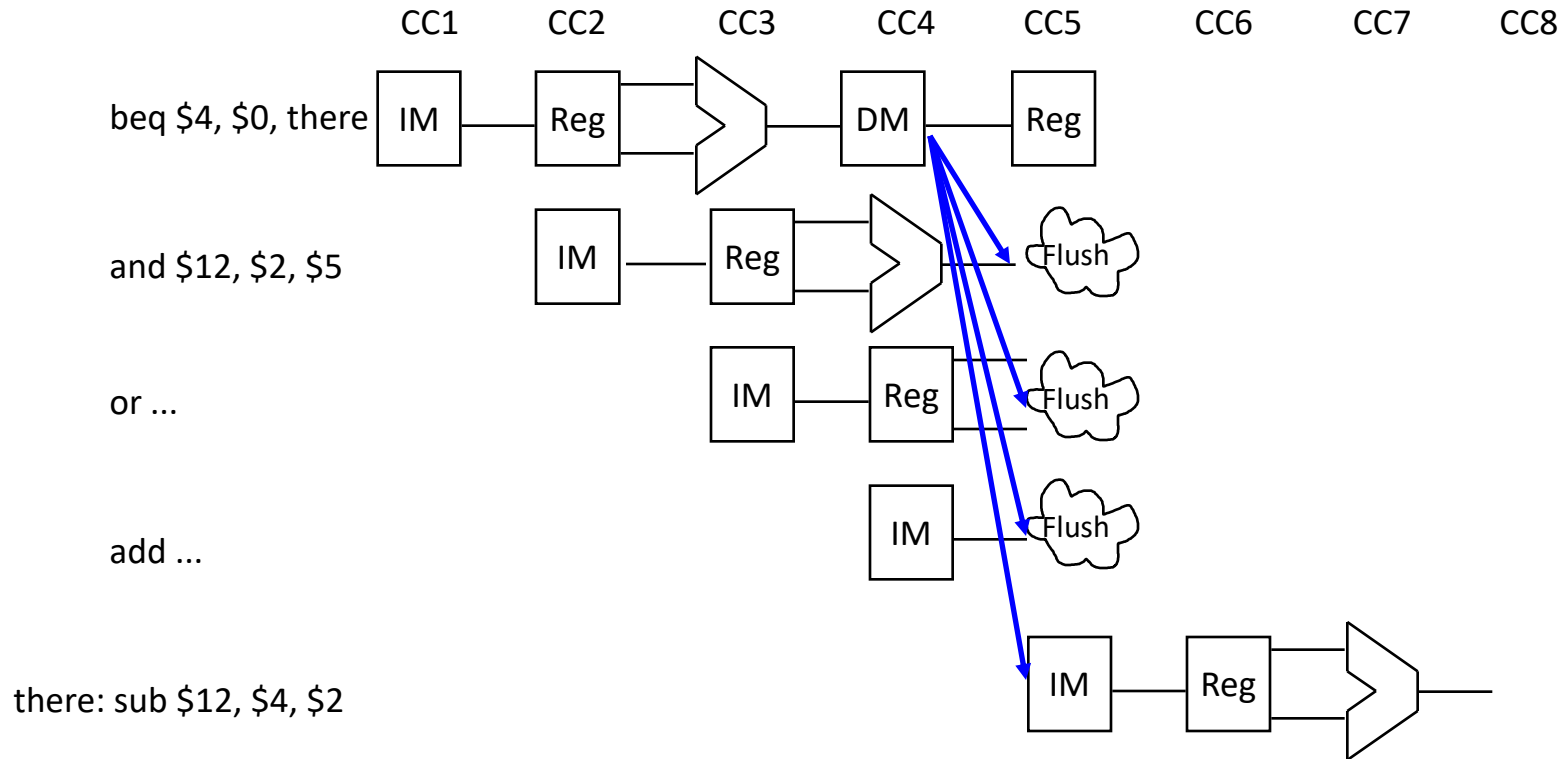 CC1 CC2 CC3 CC4 CC5 CC6 CC7 CC8
beq $4, $0, there IM Reg DM Reg
and $12, $2, $5 IM Reg Flush
or ... IM Reg Flush
add ... IM Flush
there: sub $12, $4, $2 IM Reg